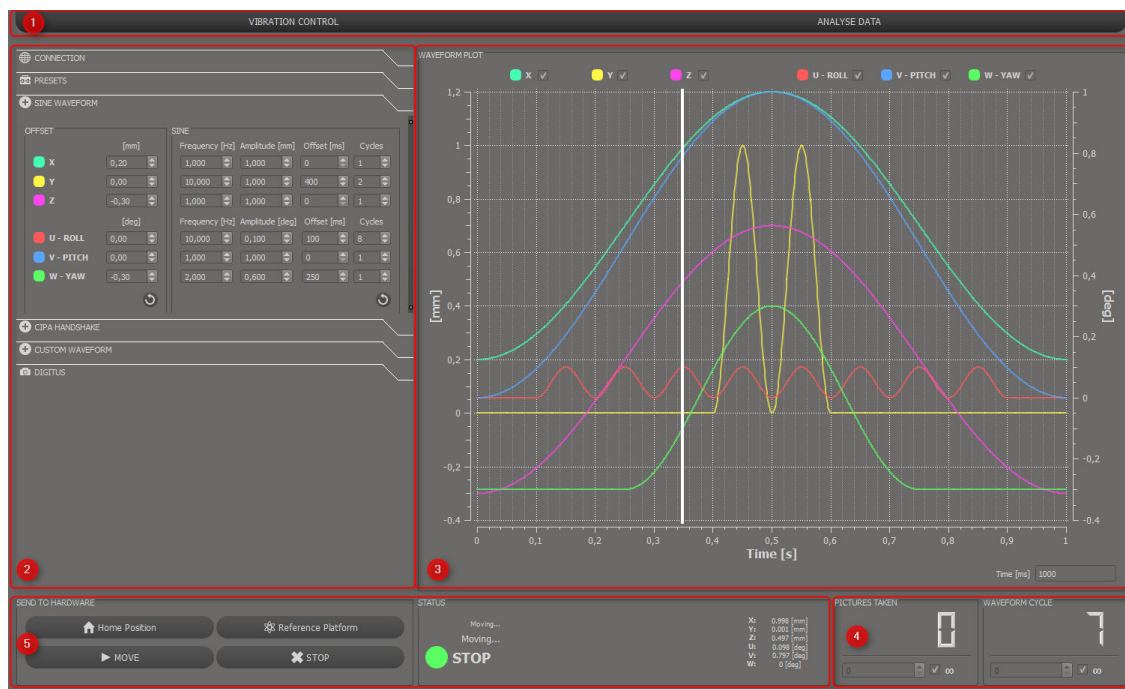 1 VIBRATION CONTROL ANALYSE DATA
CONNECTION
PRESETS
SINE WAVEFORM
OFFSET SINE
[mm] Frequency [Hz] Amplitude [mm] Offset [ms] Cycles
X 0,20 1,000 1,000 0 1
Y 0,00 10,000 1,000 400 2
Z -0,30 1,000 1,000 0 1
[deg] Frequency [Hz] Amplitude [deg] Offset [ms] Cycles
U - ROLL 0,00 10,000 0,100 100 8
V - PITCH 0,00 1,000 1,000 0 1
W - YAW -0,30 2,000 0,600 250 1
CIPA HANDSHAKE
CUSTOM WAVEFORM
DIGITUS
2
WAVEFORM PLOT
X Y Z U - ROLL V - PITCH W - YAW
1,2
1
0,8
0,6
0,4
0,2
0
-0,2
-0.4
[mm]
1
0,8
0,6
0,4
0,2
0
-0,2
-0.4
[deg]
0 0,1 0,2 0,3 0,4 0,5 0,6 0,7 0,8 0,9 1
Time [s]
3
Time [ms] 1000
SEND TO HARDWARE
Home Position Reference Platform
5
MOVE STOP
STATUS
Moving...
Moving...
STOP
X: 0.998 [mm]
Y: 0.001 [mm]
Z: 0.497 [mm]
U: 0.098 [deg]
V: 0.797 [deg]
W: 0 [deg]
PICTURES TAKEN
0
4
0 ∞
WAVEFORM CYCLE
7
0 ∞